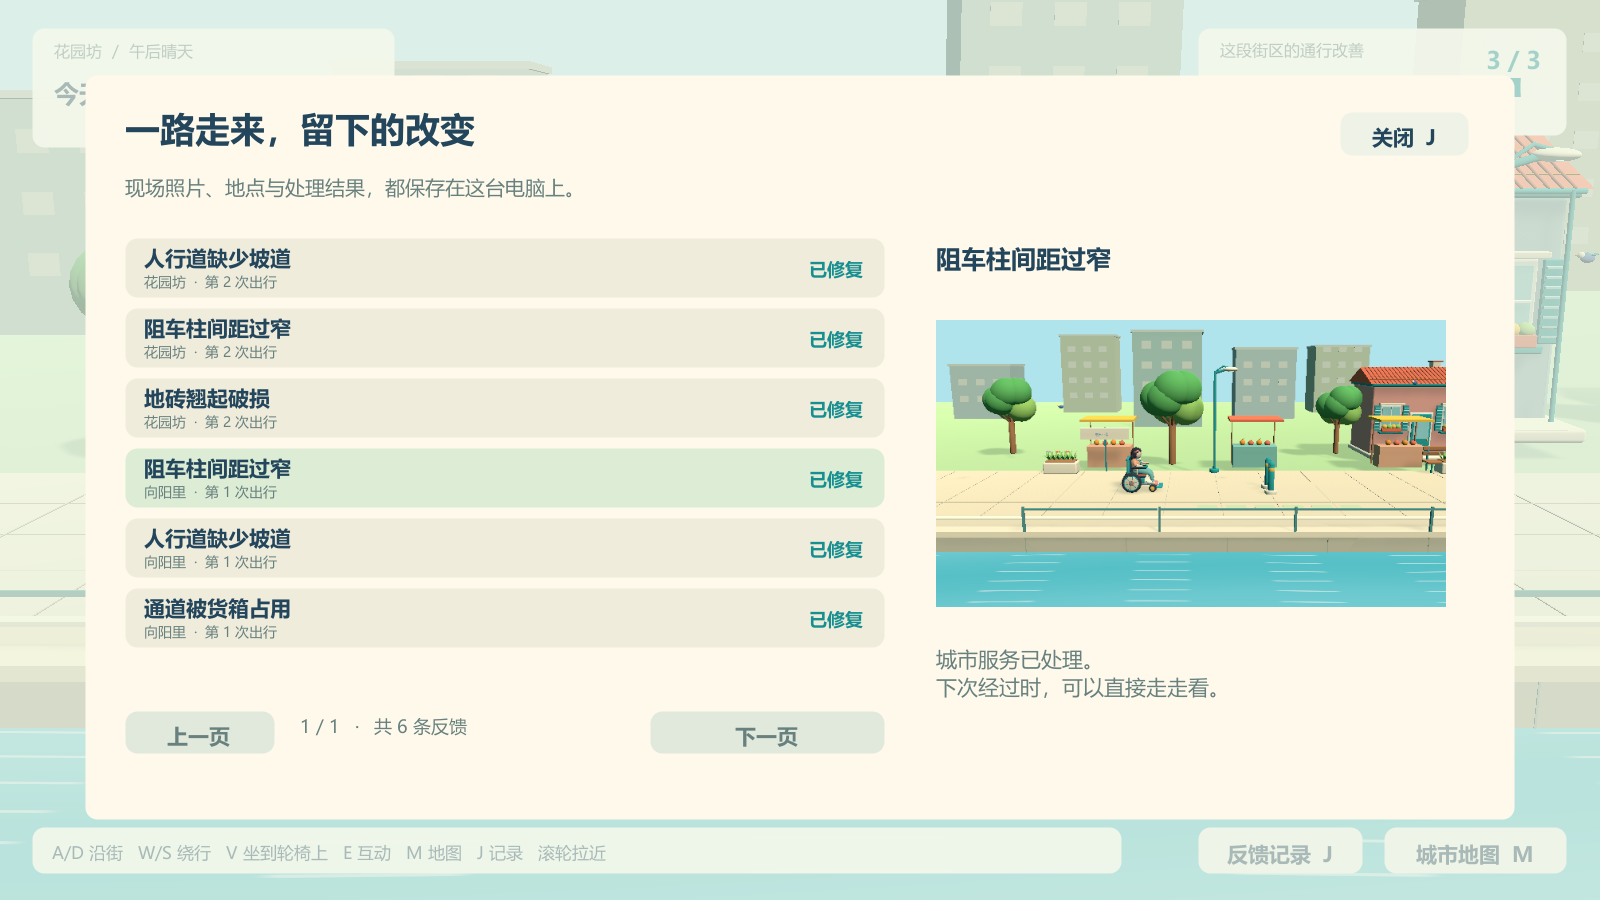 花园坊 / 午后晴天
这段街区的通行改善
3 / 3
一路走来，留下的改变
关闭 J
现场照片、地点与处理结果，都保存在这台电脑上。
人行道缺少坡道
花园坊 · 第 2 次出行
已修复
阻车柱间距过窄
花园坊 · 第 2 次出行
已修复
地砖翘起破损
花园坊 · 第 2 次出行
已修复
阻车柱间距过窄
向阳里 · 第 1 次出行
已修复
人行道缺少坡道
向阳里 · 第 1 次出行
已修复
通道被货箱占用
向阳里 · 第 1 次出行
已修复
上一页
1 / 1 · 共 6 条反馈
下一页
阻车柱间距过窄
城市服务已处理。
下次经过时，可以直接走走看。
A/D 沿街 W/S 绕行 V 坐到轮椅上 E 互动 M 地图 J 记录 滚轮拉近
反馈记录 J
城市地图 M